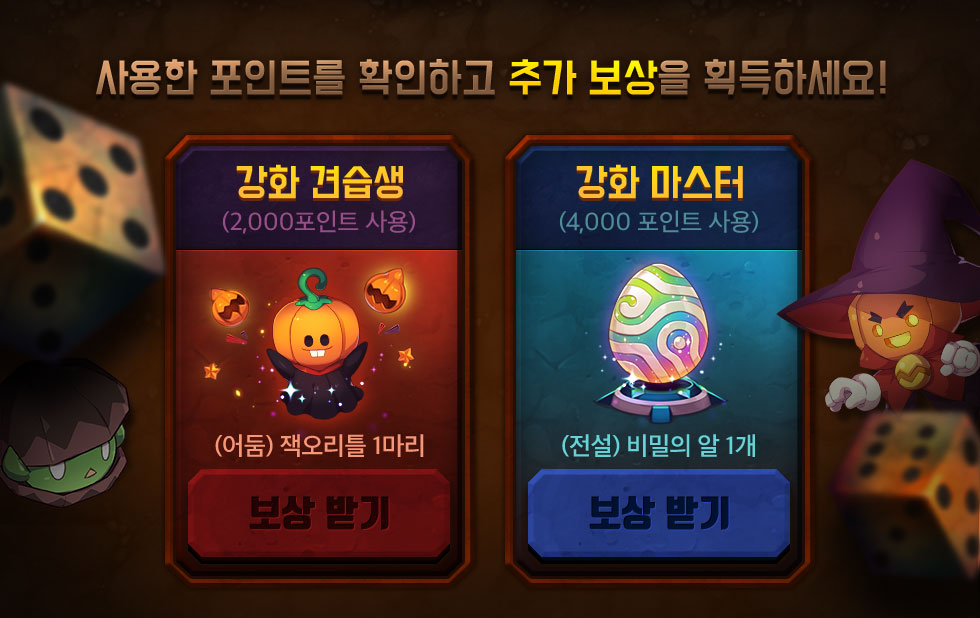 사용한 포인트를 확인하고 추가 보상을 획득하세요!
강화 견습생
(2,000포인트 사용)
(어둠) 잭오리틀 1마리
보상 받기
강화 마스터
(4,000 포인트 사용)
(전설) 비밀의 알 1개
보상 받기